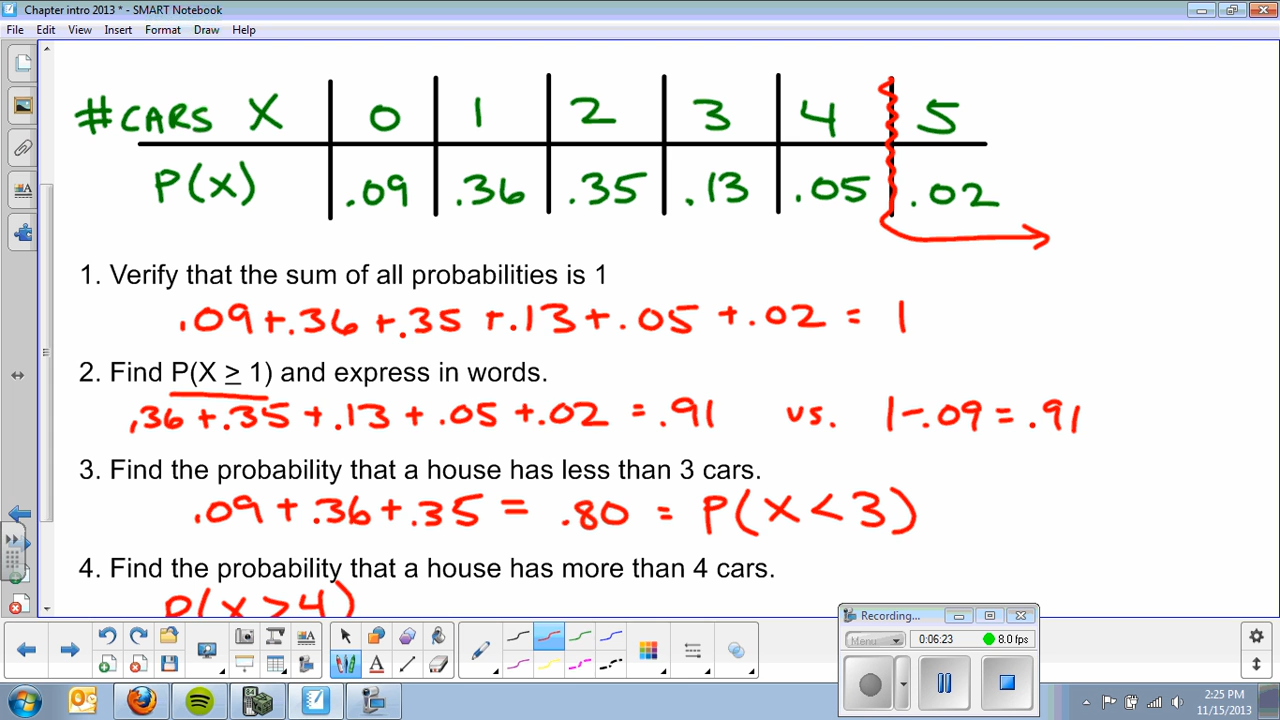 Chapter intro 2013 * - SMART Notebook
File Edit View Insert Format Draw Help
#CARS X 0 1 2 3 4 5
P(X) .09 .36 .35 .13 .05 .02
1. Verify that the sum of all probabilities is 1
.09+.36+.35+.13+.05+.02=1
2. Find P(X ≥ 1) and express in words.
.36+.35+.13+.05+.02=.91 vs. 1-.09=.91
3. Find the probability that a house has less than 3 cars.
.09+.36+.35=.80=P(X<3)
4. Find the probability that a house has more than 4 cars.
P(X>4)
Recording...
Menu 0:06:23 8.0 fps
2:25 PM
11/15/2013